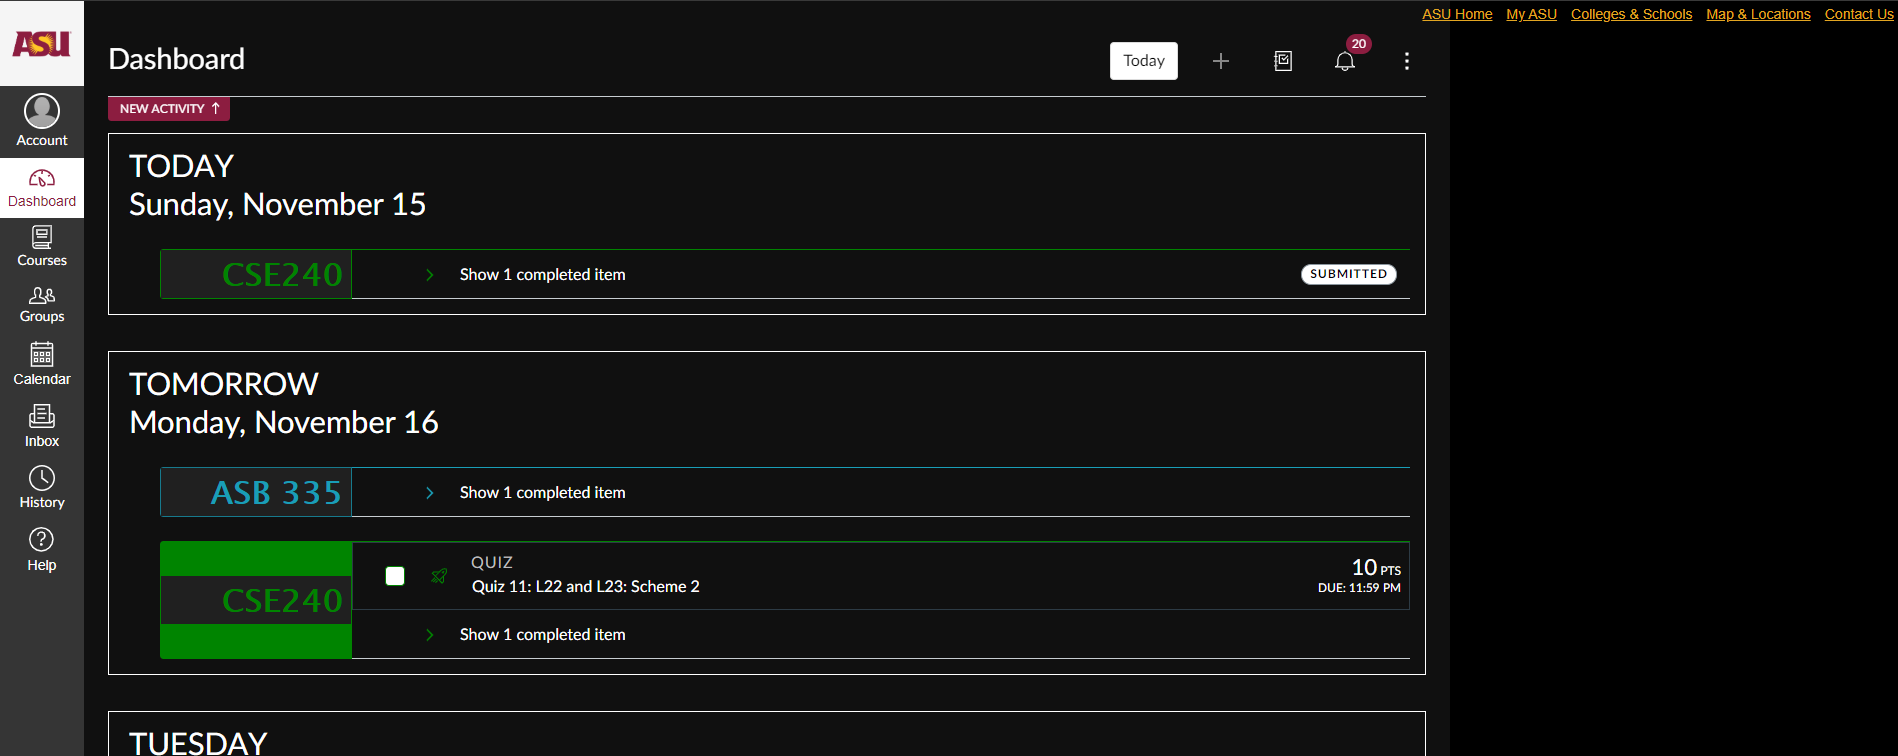 ASU Home My ASU Colleges & Schools Map & Locations Contact Us
ASU
Account
Dashboard
Courses
Groups
Calendar
Inbox
History
Help
Dashboard
Today
20
NEW ACTIVITY ↑
TODAY
Sunday, November 15
CSE240
Show 1 completed item
SUBMITTED
TOMORROW
Monday, November 16
ASB 335
Show 1 completed item
CSE240
QUIZ
Quiz 11: L22 and L23: Scheme 2
10 PTS
DUE: 11:59 PM
Show 1 completed item
TUESDAY